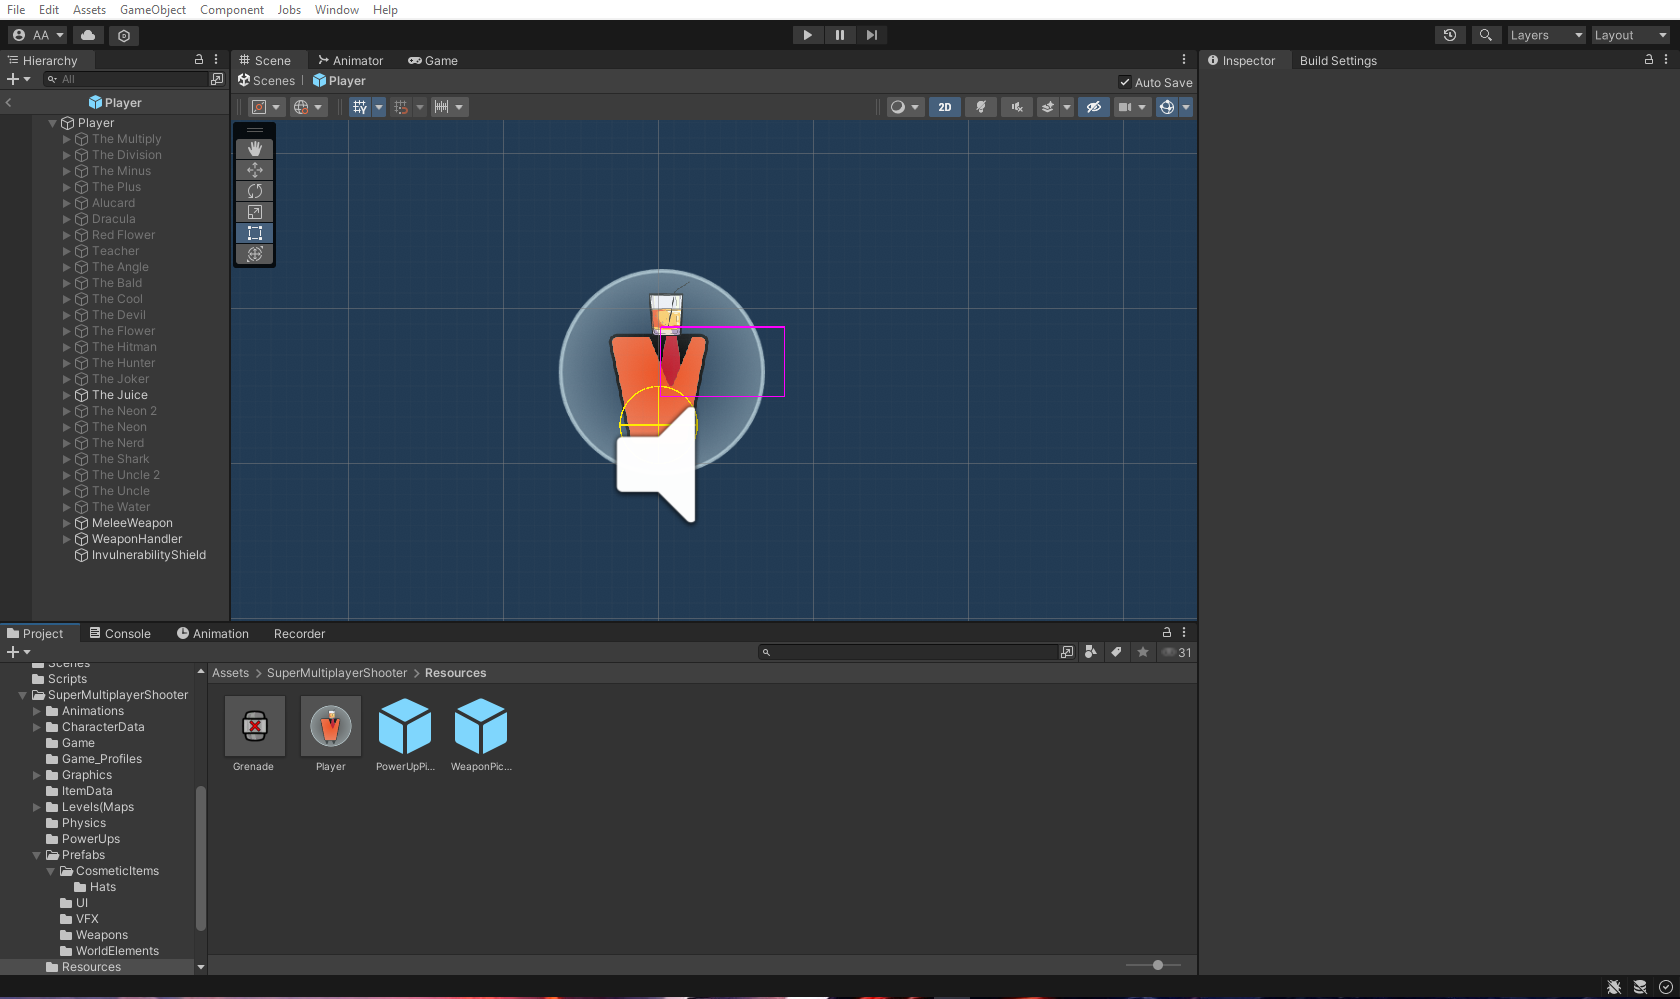 File Edit Assets GameObject Component Jobs Window Help
AA Layers Layout
Hierarchy Scene Animator Game Inspector Build Settings
All Scenes Player Auto Save
Player 2D
Player
The Multiply
The Division
The Minus
The Plus
Alucard
Dracula
Red Flower
Teacher
The Angle
The Bald
The Cool
The Devil
The Flower
The Hitman
The Hunter
The Joker
The Juice
The Neon 2
The Neon
The Nerd
The Shark
The Uncle 2
The Uncle
The Water
MeleeWeapon
WeaponHandler
InvulnerabilityShield
Project Console Animation Recorder
31
Scenes
Scripts
SuperMultiplayerShooter
Animations
CharacterData
Game
Game_Profiles
Graphics
ItemData
Levels(Maps
Physics
PowerUps
Prefabs
CosmeticItems
Hats
UI
VFX
Weapons
WorldElements
Resources
Assets > SuperMultiplayerShooter > Resources
Grenade Player PowerUpPi... WeaponPic...